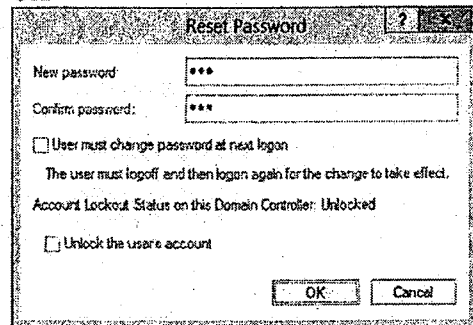 Reset Password
?
x
New password:
•••
Confirm password:
•••
User must change password at next logon
The user must logoff and then logon again for the change to take effect.
Account Lockout Status on this Domain Controller: Unlocked
Unlock the user's account
OK
Cancel